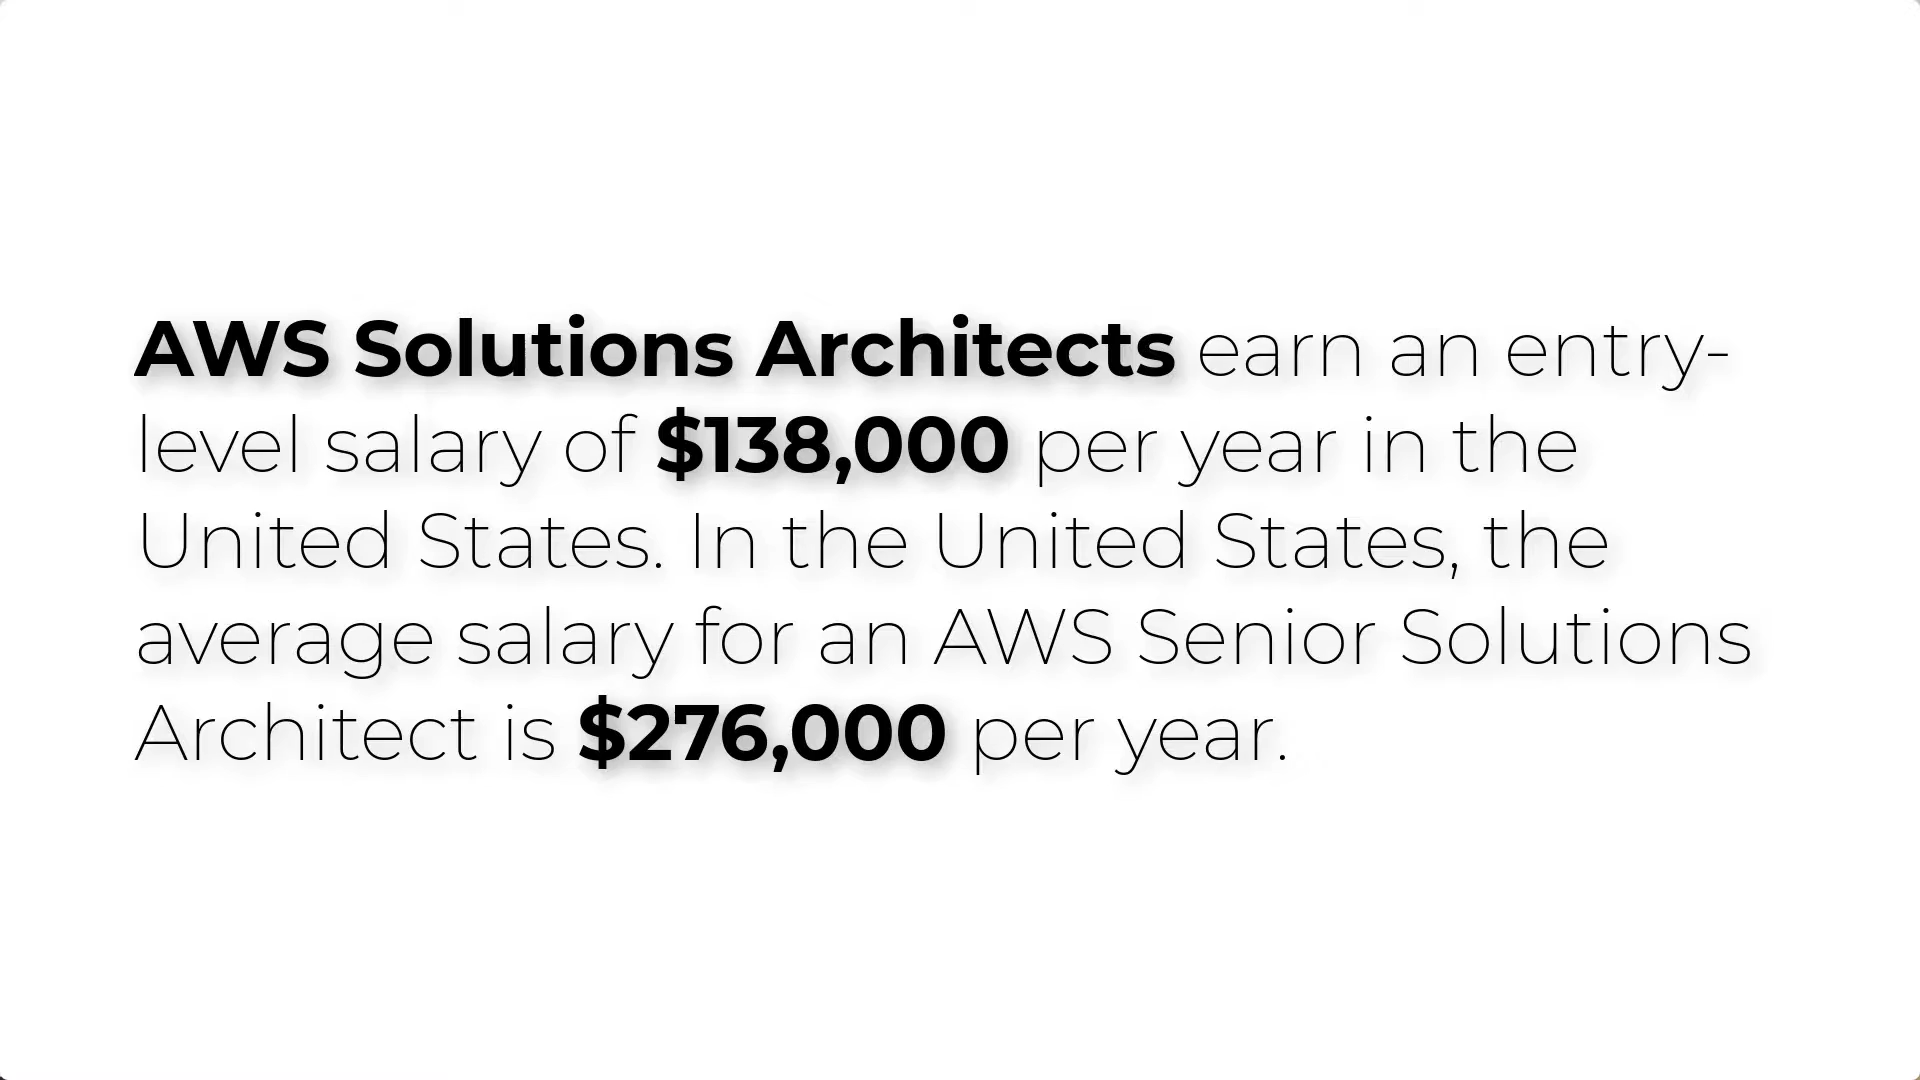 AWS Solutions Architects earn an entry-
level salary of $138,000 per year in the
United States. In the United States, the
average salary for an AWS Senior Solutions
Architect is $276,000 per year.